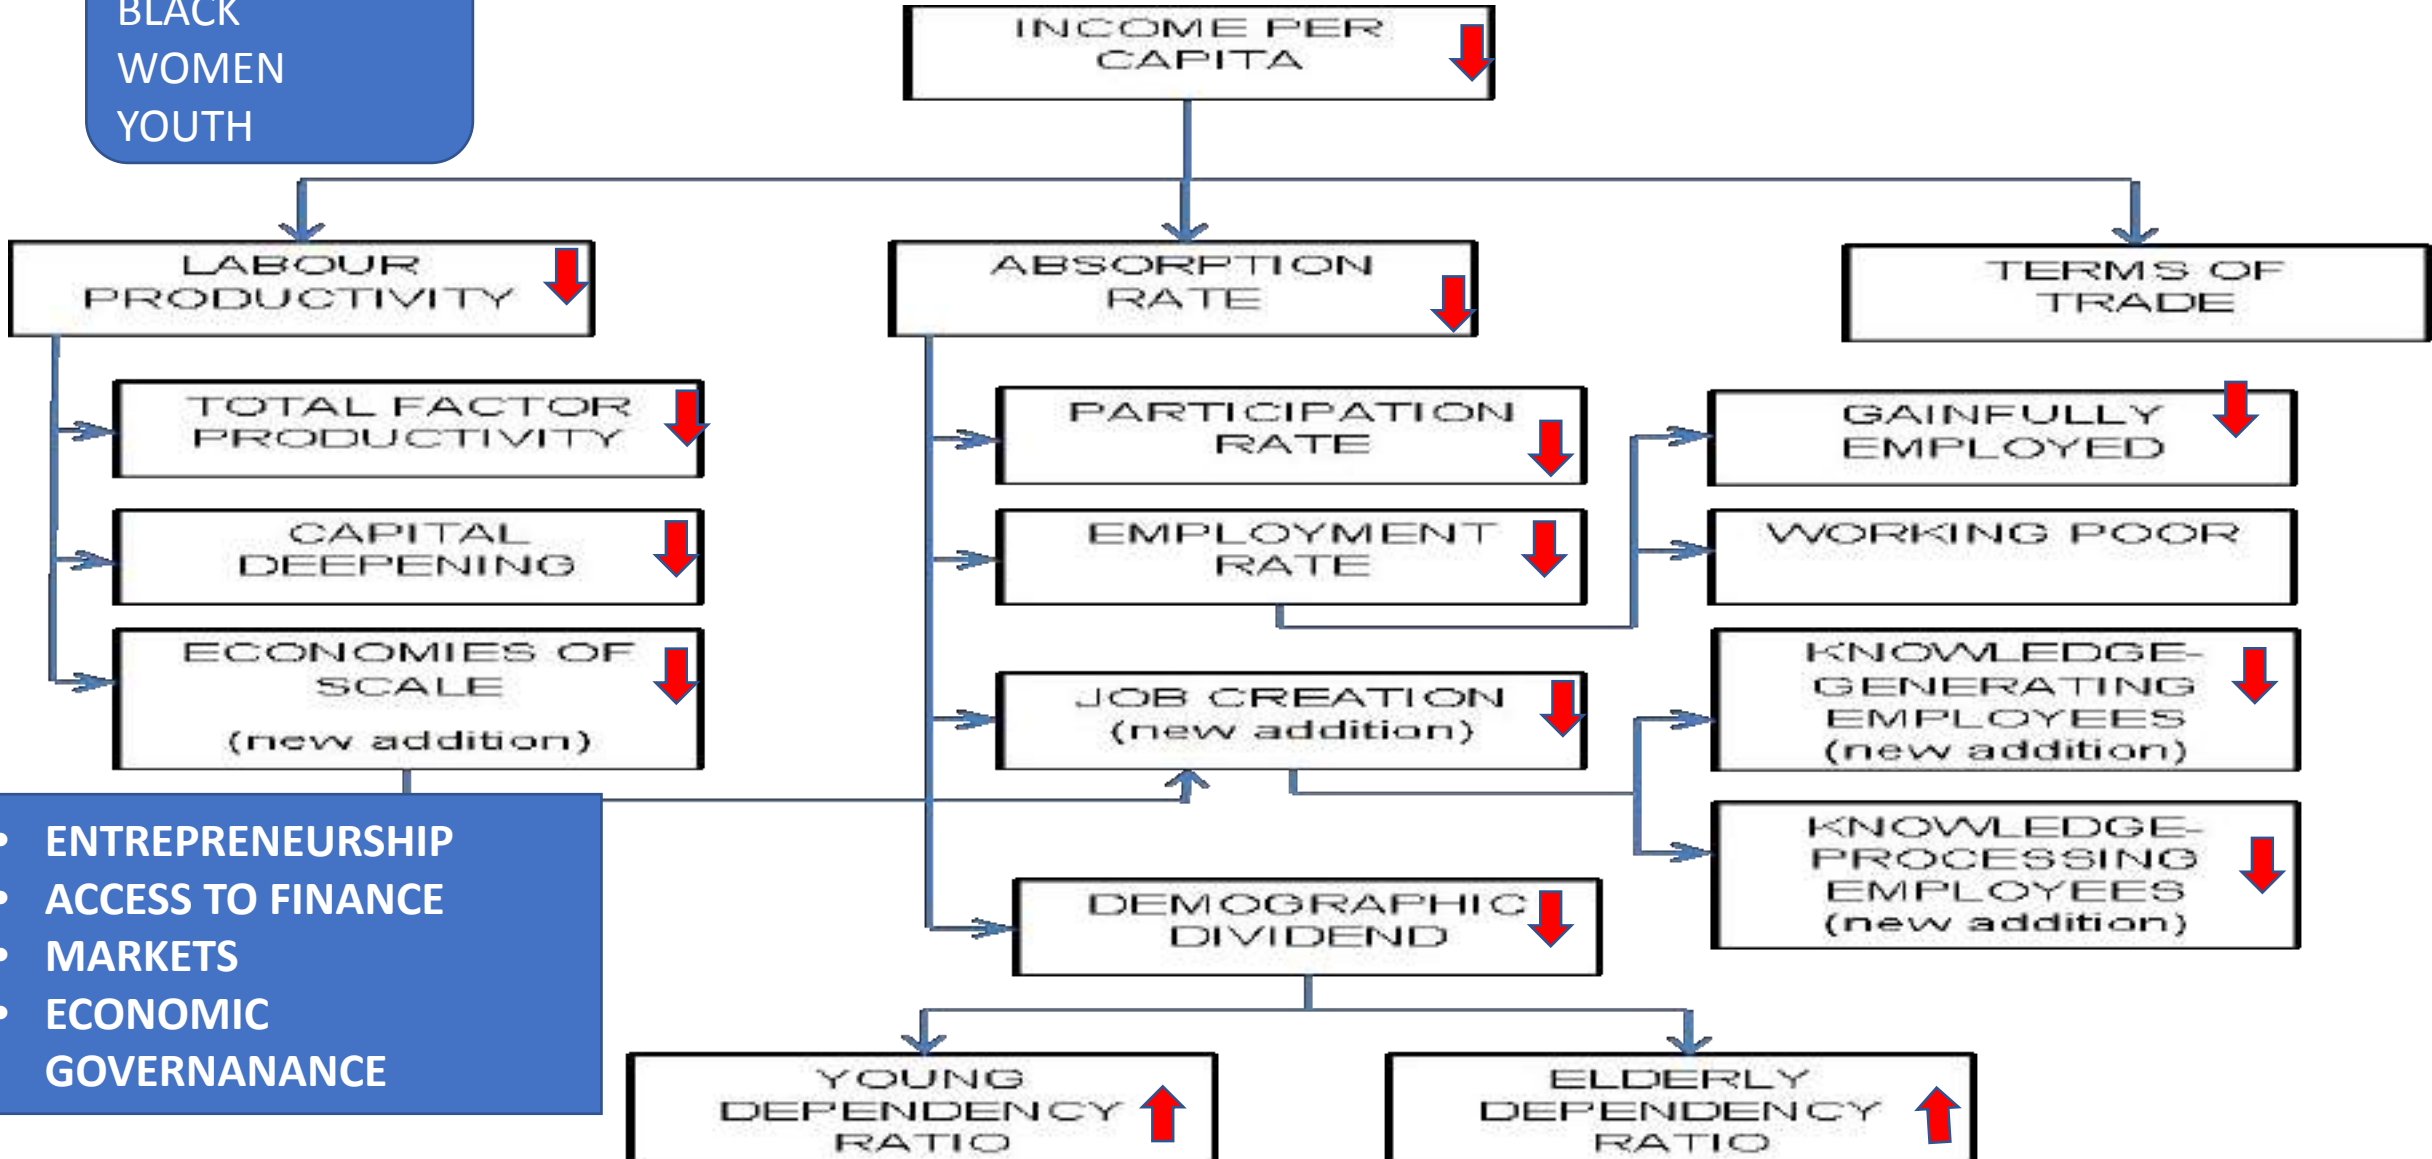 BLACK
WOMEN
YOUTH
INCOME PER
CAPITA
LABOUR
PRODUCTIVITY
ABSORPTION
RATE
TERMS OF
TRADE
TOTAL FACTOR
PRODUCTIVITY
PARTICIPATION
RATE
GAINFULLY
EMPLOYED
CAPITAL
DEEPENING
EMPLOYMENT
RATE
WORKING POOR
ECONOMIES OF
SCALE
(new addition)
JOB CREATION
(new addition)
KNOWLEDGE-
GENERATING
EMPLOYEES
(new addition)
KNOWLEDGE-
PROCESSING
EMPLOYEES
(new addition)
• ENTREPRENEURSHIP
• ACCESS TO FINANCE
• MARKETS
• ECONOMIC
GOVERNANANCE
DEMOGRAPHIC
DIVIDEND
YOUNG
DEPENDENCY
RATIO
ELDERLY
DEPENDENCY
RATIO